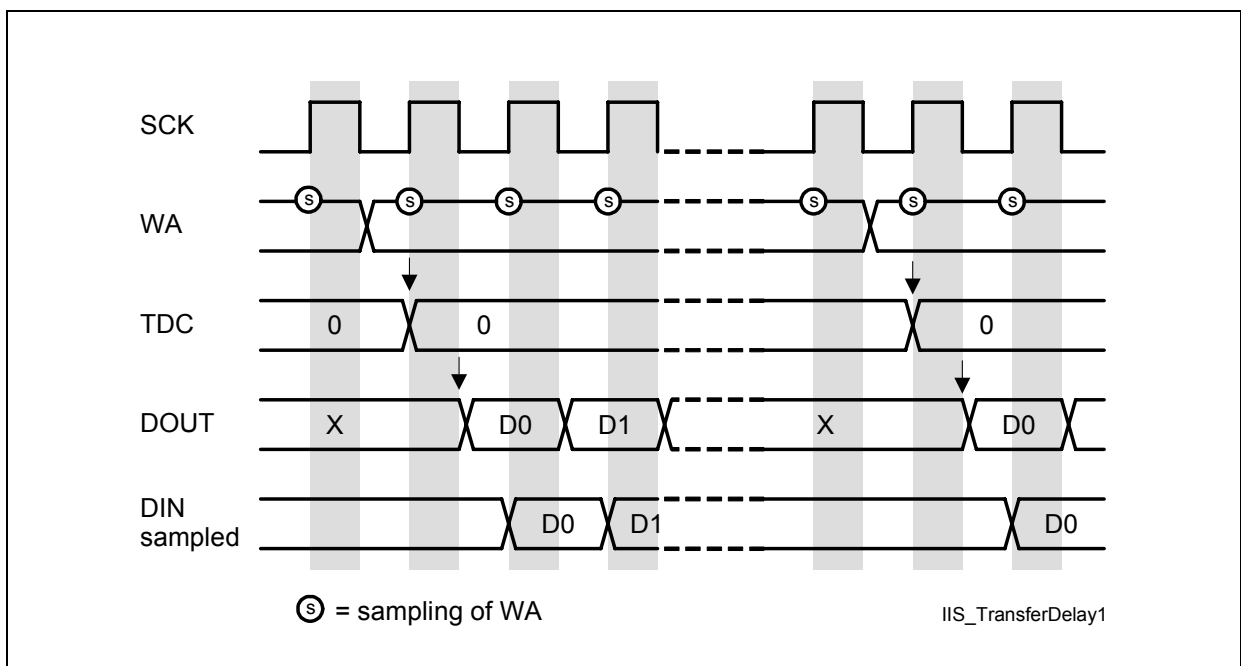 SCK
S S S S S S S
WA
TDC
0 0 0
DOUT
X D0 D1 X D0
DIN
sampled
D0 D1 D0
S = sampling of WA
IIS_TransferDelay1